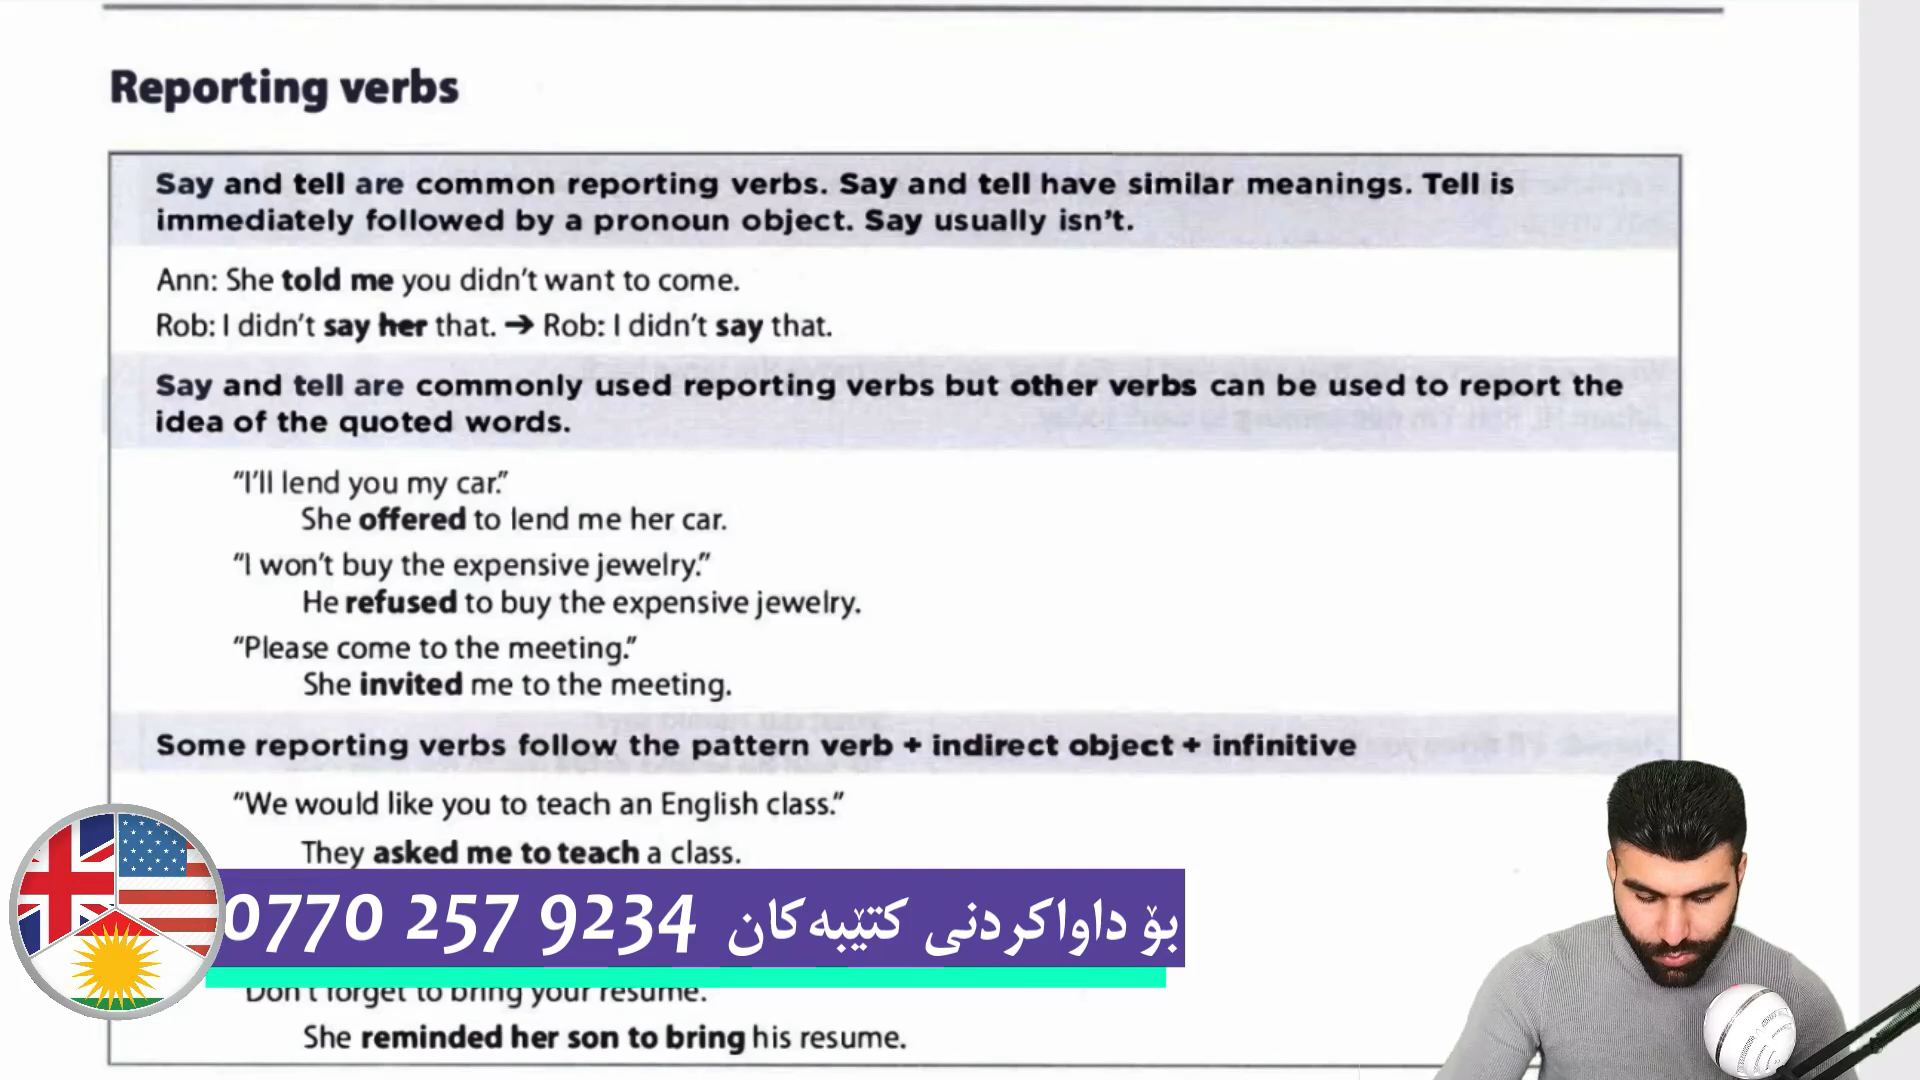 Reporting verbs
Say and tell are common reporting verbs. Say and tell have similar meanings. Tell is
immediately followed by a pronoun object. Say usually isn't.
Ann: She told me you didn't want to come.
Rob: I didn't say her that. ➔ Rob: I didn't say that.
Say and tell are commonly used reporting verbs but other verbs can be used to report the
idea of the quoted words.
“I'll lend you my car.”
She offered to lend me her car.
“I won't buy the expensive jewelry.”
He refused to buy the expensive jewelry.
“Please come to the meeting.”
She invited me to the meeting.
Some reporting verbs follow the pattern verb + indirect object + infinitive
“We would like you to teach an English class.”
They asked me to teach a class.
بۆ داواکردنی کتێبەکان 0770 257 9234
Don't forget to bring your resume.
She reminded her son to bring his resume.